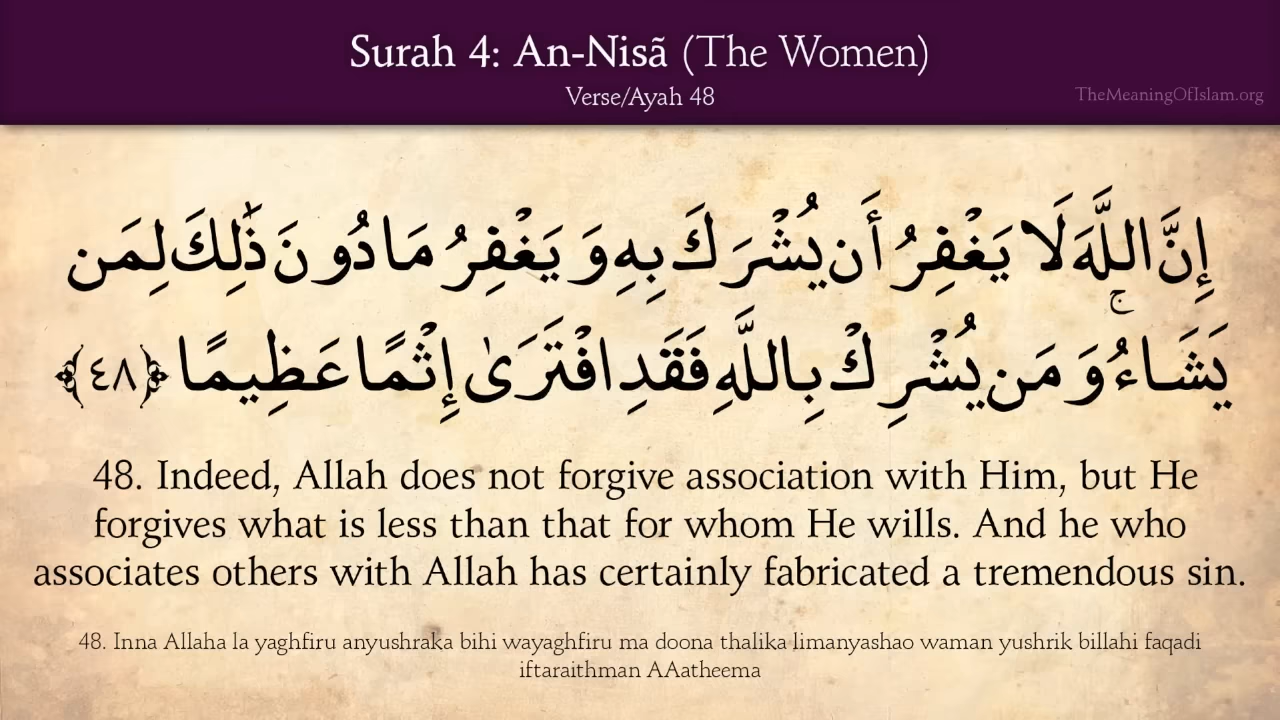 Surah 4: An-Nisã (The Women)
Verse/Ayah 48
TheMeaningOfIslam.org
إِنَّ اللَّهَ لَا يَغْفِرُ أَن يُشْرَكَ بِهِ وَيَغْفِرُ مَا دُونَ ذَٰلِكَ لِمَن
يَشَاءُ ۚ وَمَن يُشْرِكْ بِاللَّهِ فَقَدِ افْتَرَىٰ إِثْمًا عَظِيمًا ﴿٤٨﴾
48. Indeed, Allah does not forgive association with Him, but He
forgives what is less than that for whom He wills. And he who
associates others with Allah has certainly fabricated a tremendous sin.
48. Inna Allaha la yaghfiru anyushraka bihi wayaghfiru ma doona thalika limanyashao waman yushrik billahi faqadi
iftaraithman AAatheema